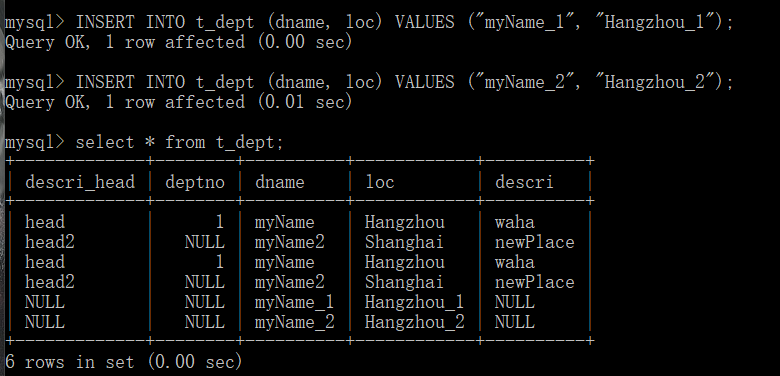 mysql> INSERT INTO t_dept (dname, loc) VALUES ("myName_1", "Hangzhou_1");
Query OK, 1 row affected (0.00 sec)
mysql> INSERT INTO t_dept (dname, loc) VALUES ("myName_2", "Hangzhou_2");
Query OK, 1 row affected (0.01 sec)
mysql> select * from t_dept;
+-------------+--------+----------+------------+----------+
| descri_head | deptno | dname    | loc        | descri   |
+-------------+--------+----------+------------+----------+
| head        |      1 | myName   | Hangzhou   | waha     |
| head2       |   NULL | myName2  | Shanghai   | newPlace |
| head        |      1 | myName   | Hangzhou   | waha     |
| head2       |   NULL | myName2  | Shanghai   | newPlace |
| NULL        |   NULL | myName_1 | Hangzhou_1 | NULL     |
| NULL        |   NULL | myName_2 | Hangzhou_2 | NULL     |
+-------------+--------+----------+------------+----------+
6 rows in set (0.00 sec)